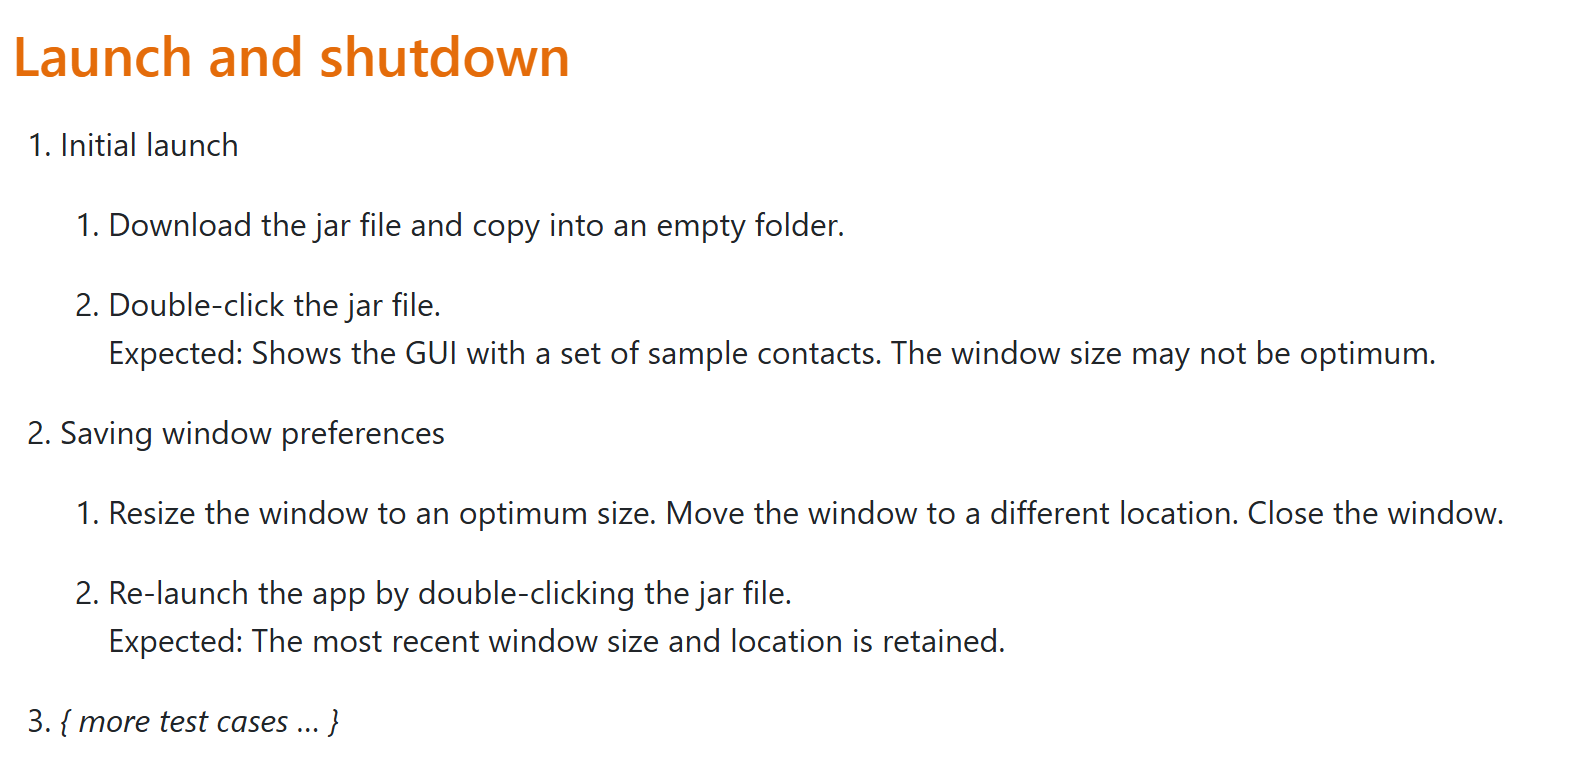 Launch and shutdown
1. Initial launch
1. Download the jar file and copy into an empty folder.
2. Double-click the jar file.
Expected: Shows the GUI with a set of sample contacts. The window size may not be optimum.
2. Saving window preferences
1. Resize the window to an optimum size. Move the window to a different location. Close the window.
2. Re-launch the app by double-clicking the jar file.
Expected: The most recent window size and location is retained.
3. { more test cases … }